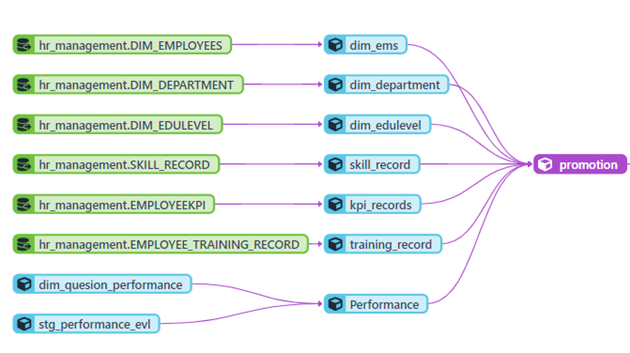 hr_management.DIM_EMPLOYEES
dim_ems
hr_management.DIM_DEPARTMENT
dim_department
hr_management.DIM_EDULEVEL
dim_edulevel
hr_management.SKILL_RECORD
skill_record
promotion
hr_management.EMPLOYEEKPI
kpi_records
hr_management.EMPLOYEE_TRAINING_RECORD
training_record
dim_quesion_performance
Performance
stg_performance_evl